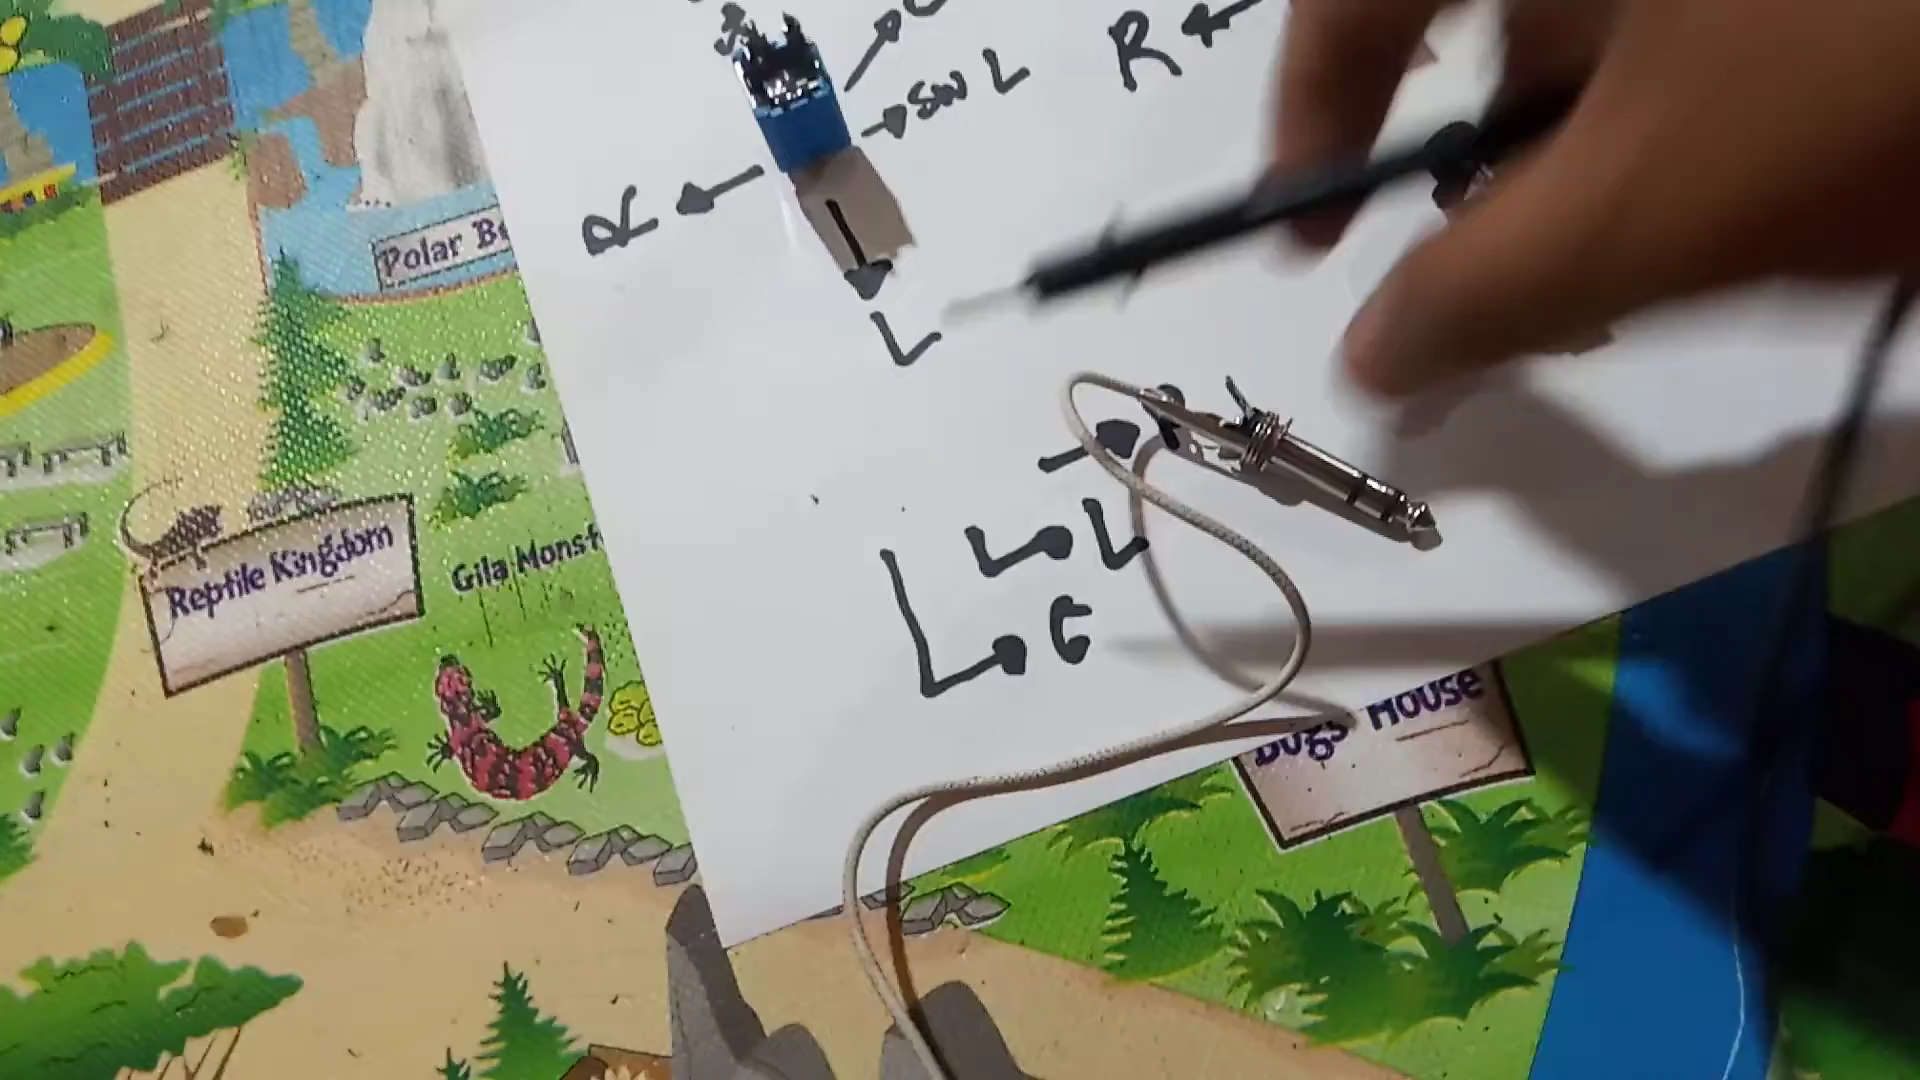 R
SW L
R
Polar Be
L
L L
G
Reptile Kingdom
Gila Monst
Bugs House